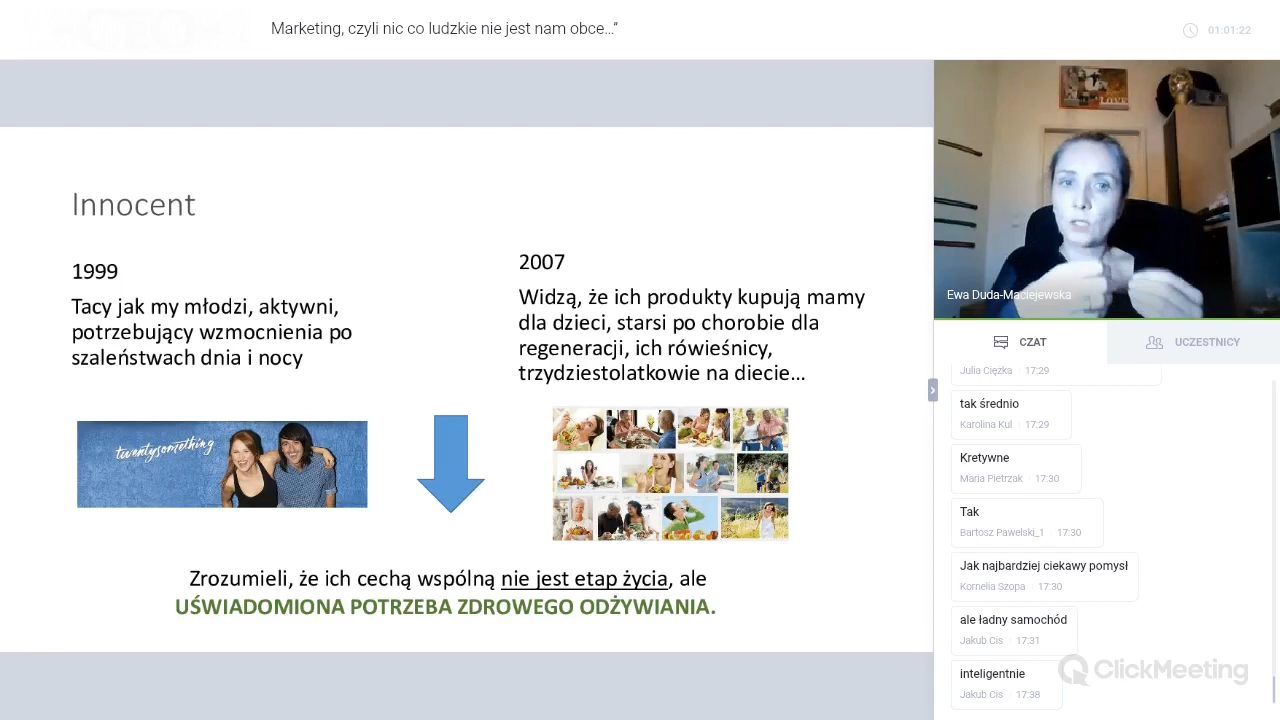 Marketing, czyli nic co ludzkie nie jest nam obce...”
01:01:22
Innocent
1999
Tacy jak my młodzi, aktywni,
potrzebujący wzmocnienia po
szaleństwach dnia i nocy
2007
Widzą, że ich produkty kupują mamy
dla dzieci, starsi po chorobie dla
regeneracji, ich rówieśnicy,
trzydziestolatkowie na diecie...
twentysomething
Zrozumieli, że ich cechą wspólną nie jest etap życia, ale
UŚWIADOMIONA POTRZEBA ZDROWEGO ODŻYWIANIA.
Ewa Duda-Maciejewska
CZAT
UCZESTNICY
Julia Ciężka 17:29
tak średnio
Karolina Kul 17:29
Kretywne
Maria Pietrzak 17:30
Tak
Bartosz Pawelski_1 17:30
Jak najbardziej ciekawy pomysł
Kornelia Szopa 17:30
ale ładny samochód
Jakub Cis 17:31
inteligentnie
Jakub Cis 17:38
ClickMeeting